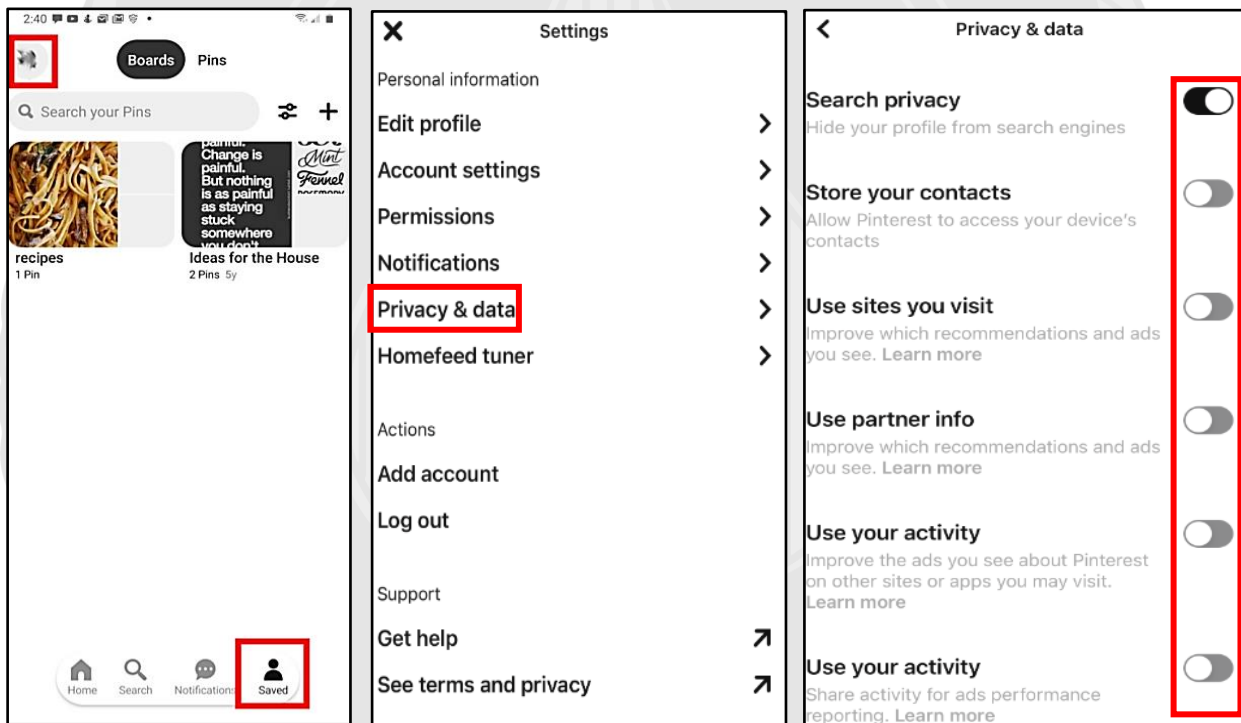 2:40
Boards Pins
Search your Pins
painful.
Change is
painful.
But nothing
is as painful
as staying
stuck
somewhere
you don't
Mint
Fennel
ROSEMARY
recipes
1 Pin
Ideas for the House
2 Pins 5y
Home Search Notifications Saved
Settings
Personal information
Edit profile
Account settings
Permissions
Notifications
Privacy & data
Homefeed tuner
Actions
Add account
Log out
Support
Get help
See terms and privacy
Privacy & data
Search privacy
Hide your profile from search engines
Store your contacts
Allow Pinterest to access your device's
contacts
Use sites you visit
Improve which recommendations and ads
you see. Learn more
Use partner info
Improve which recommendations and ads
you see. Learn more
Use your activity
Improve the ads you see about Pinterest
on other sites or apps you may visit.
Learn more
Use your activity
Share activity for ads performance
reporting. Learn more